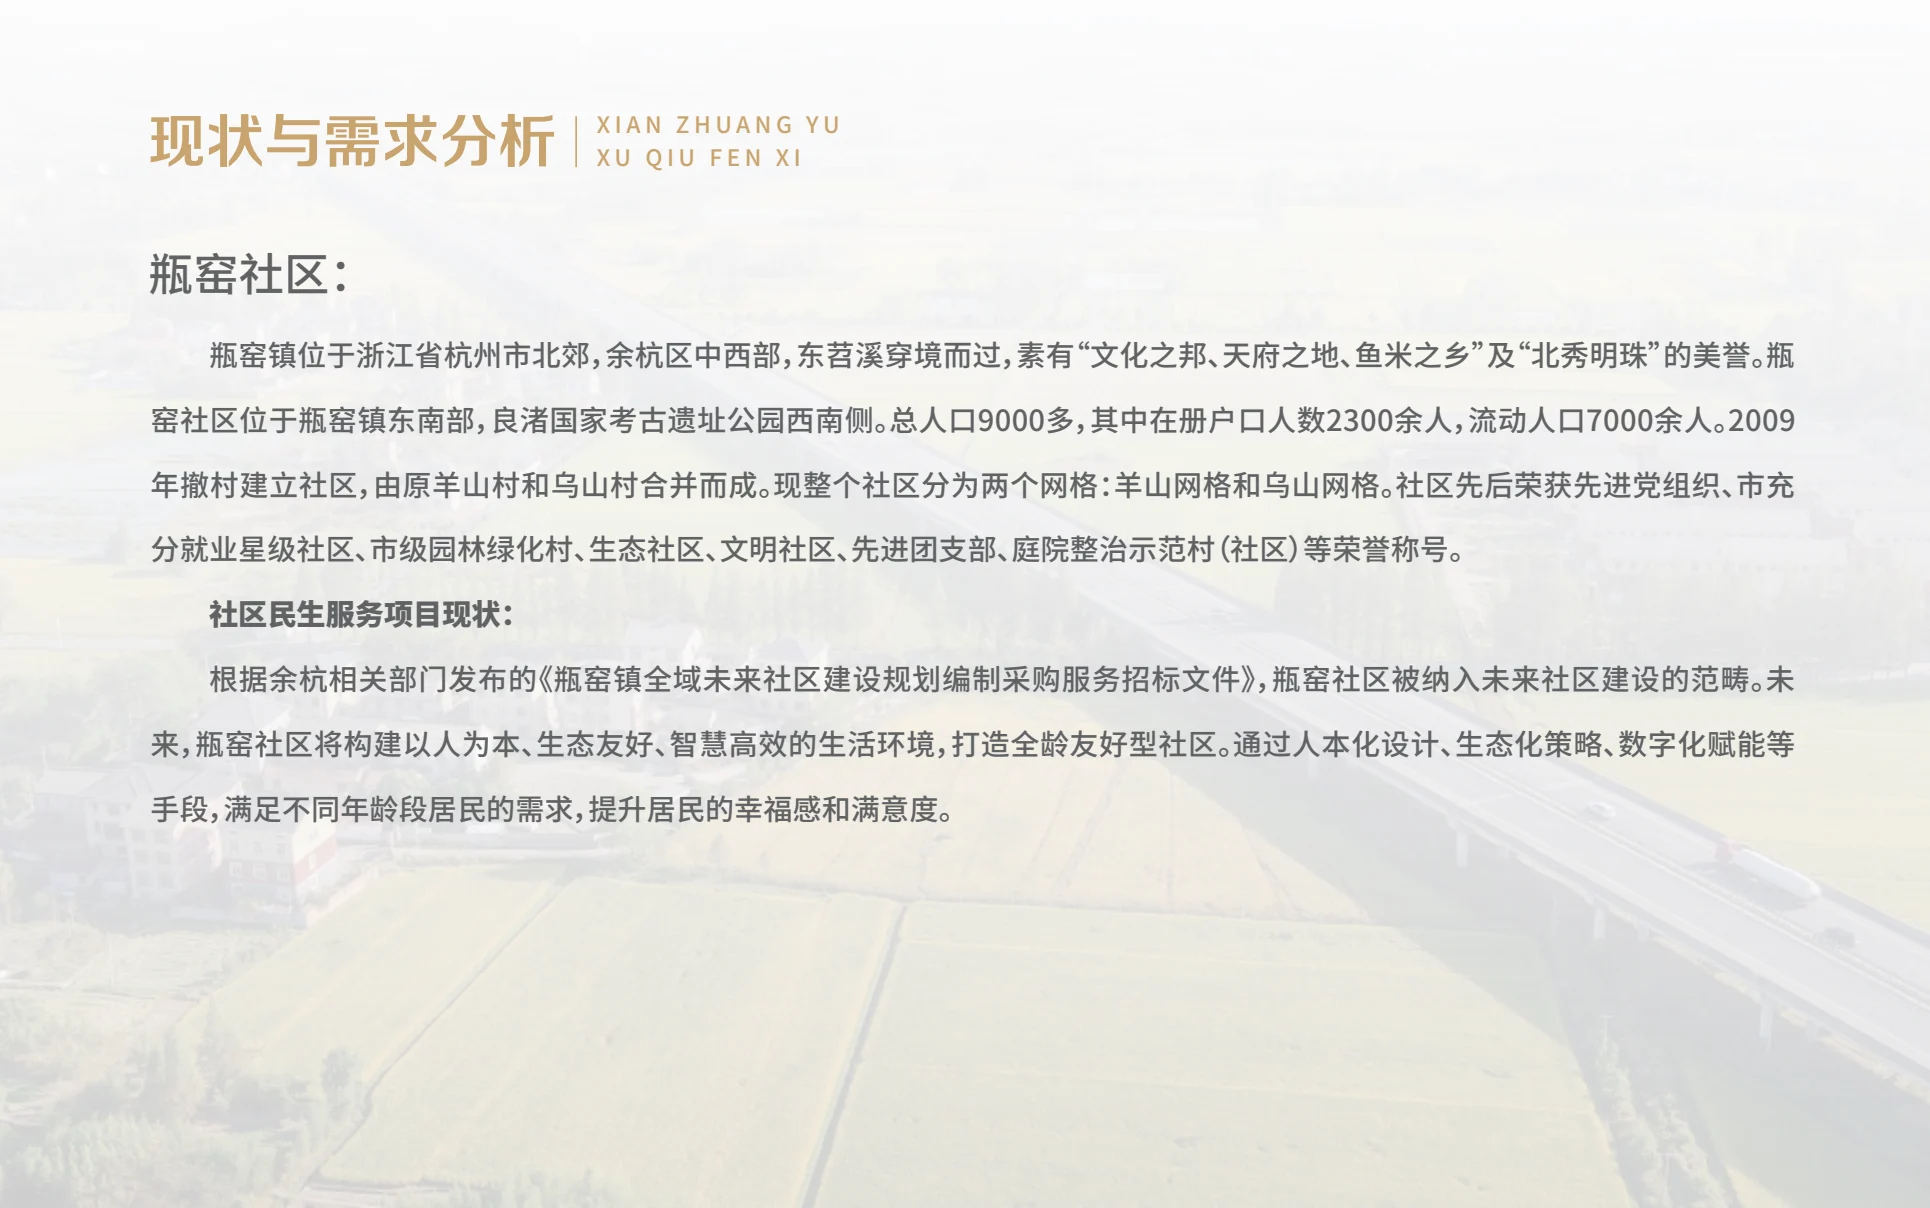 现状与需求分析
XIAN ZHUANG YU
XU QIU FEN XI
瓶窑社区：
瓶窑镇位于浙江省杭州市北郊，余杭区中西部，东苕溪穿境而过，素有“文化之邦、天府之地、鱼米之乡”及“北秀明珠”的美誉。瓶
窑社区位于瓶窑镇东南部，良渚国家考古遗址公园西南侧。总人口9000多，其中在册户口人数2300余人，流动人口7000余人。2009
年撤村建立社区，由原羊山村和乌山村合并而成。现整个社区分为两个网格：羊山网格和乌山网格。社区先后荣获先进党组织、市充
分就业星级社区、市级园林绿化村、生态社区、文明社区、先进团支部、庭院整治示范村（社区）等荣誉称号。
社区民生服务项目现状：
根据余杭相关部门发布的《瓶窑镇全域未来社区建设规划编制采购服务招标文件》，瓶窑社区被纳入未来社区建设的范畴。未
来，瓶窑社区将构建以人为本、生态友好、智慧高效的生活环境，打造全龄友好型社区。通过人本化设计、生态化策略、数字化赋能等
手段，满足不同年龄段居民的需求，提升居民的幸福感和满意度。